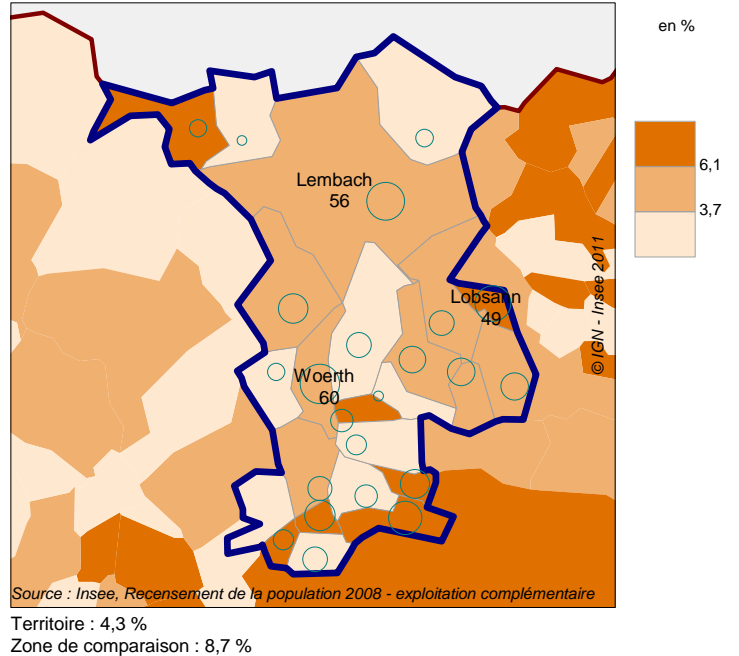 en %
6,1
3,7
Lembach
56
Lobsann
49
Woerth
60
© IGN - Insee 2011
Source : Insee, Recensement de la population 2008 - exploitation complémentaire
Territoire : 4,3 %
Zone de comparaison : 8,7 %